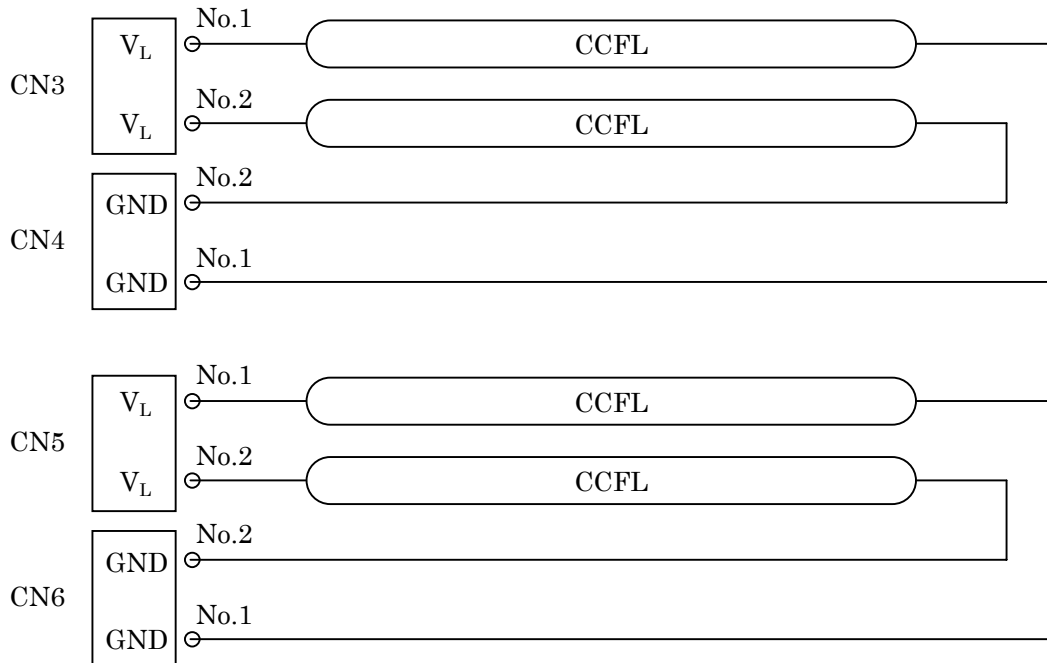 No.1
V_L CCFL
CN3
No.2
V_L CCFL
No.2
GND
CN4
No.1
GND
No.1
V_L CCFL
CN5
No.2
V_L CCFL
No.2
GND
CN6
No.1
GND